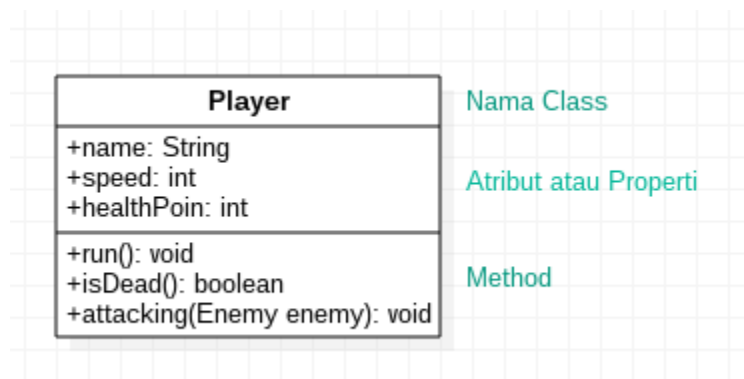 Player
Nama Class
+name: String
+speed: int
+healthPoin: int
Atribut atau Properti
+run(): void
+isDead(): boolean
+attacking(Enemy enemy): void
Method